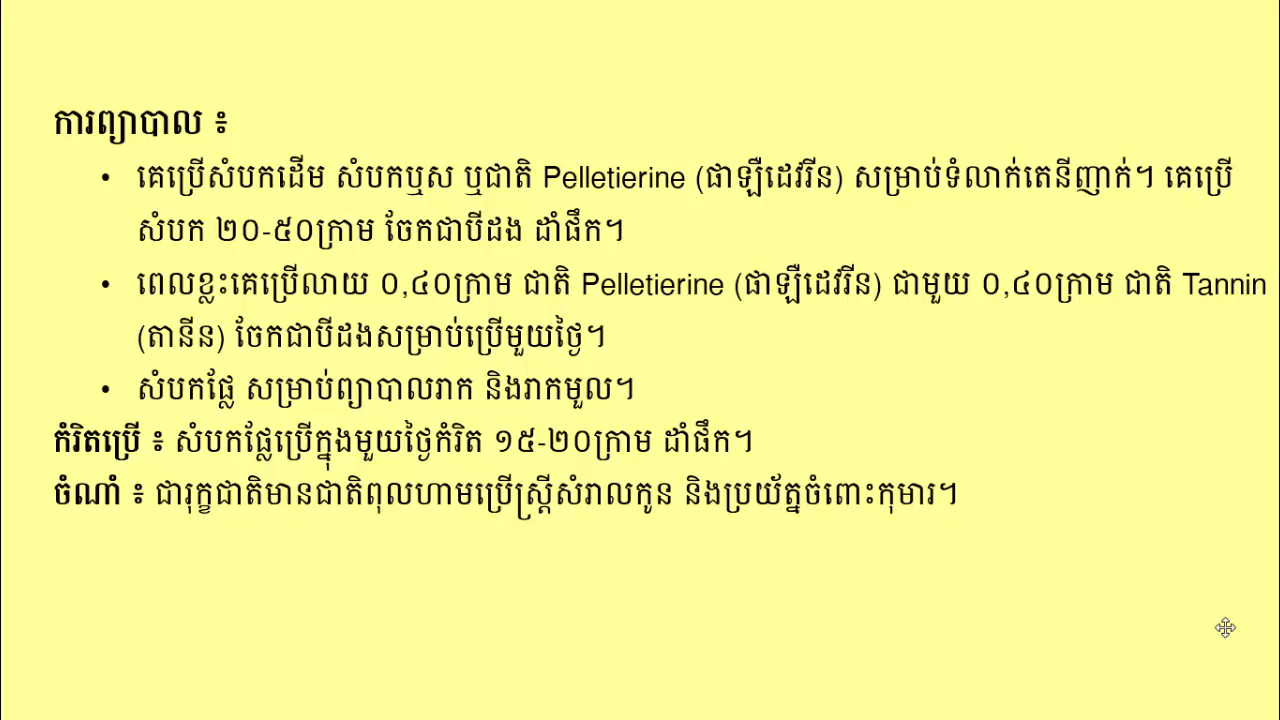 ការព្យាបាល ៖
• គេប្រើសំបកដើម សំបកឬស ឬជាតិ Pelletierine (ផាឡឺដេវរីន) សម្រាប់ទំលាក់តេនីញាក់។ គេប្រើ
សំបក ២០-៥០ក្រាម ចែកជាបីដង ដាំផឹក។
• ពេលខ្លះគេប្រើលាយ ០,៤០ក្រាម ជាតិ Pelletierine (ផាឡឺដេវរីន) ជាមួយ ០,៤០ក្រាម ជាតិ Tannin
(តានីន) ចែកជាបីដងសម្រាប់ប្រើមួយថ្ងៃ។
• សំបកផ្លែ សម្រាប់ព្យាបាលរាក និងរាកមួល។
កំរិតប្រើ ៖ សំបកផ្លែប្រើក្នុងមួយថ្ងៃកំរិត ១៥-២០ក្រាម ដាំផឹក។
ចំណាំ ៖ ជារុក្ខជាតិមានជាតិពុលហាមប្រើស្ត្រីសំរាលកូន និងប្រយ័ត្នចំពោះកុមារ។